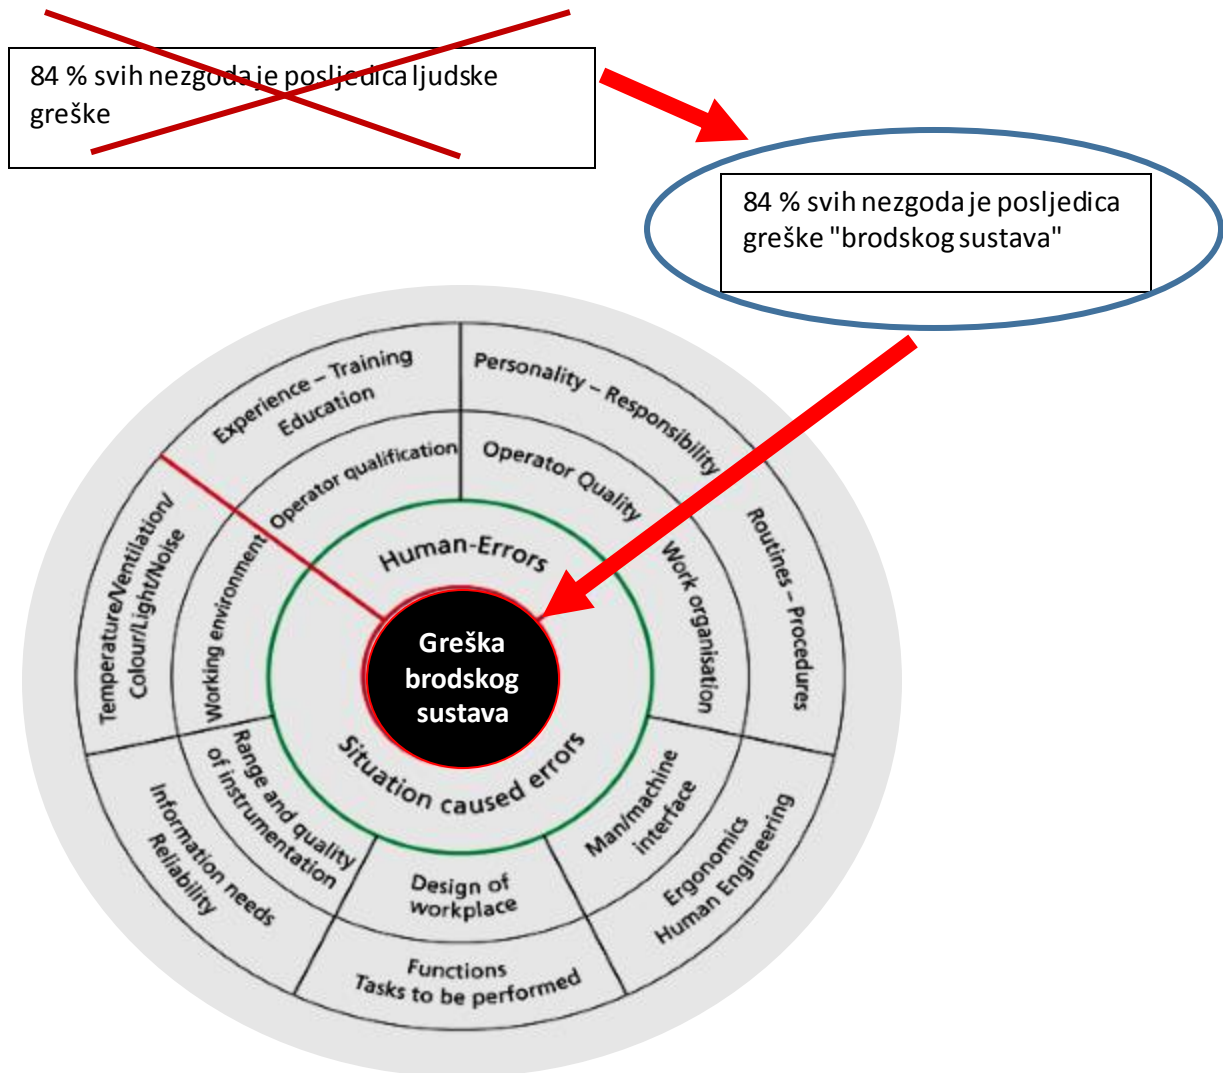 84 % svih nezgoda je posljedica ljudske
greške
84 % svih nezgoda je posljedica
greške "brodskog sustava"
Experience – Training
Education
Personality – Responsibility
Operator qualification
Operator Quality
Temperature/Ventilation/
Colour/Light/Noise
Working environment
Human-Errors
Work organisation
Routines – Procedures
Greška
brodskog
sustava
Situation caused errors
Range and quality
of instrumentation
Information needs
Reliability
Design of
workplace
Functions
Tasks to be performed
Man/machine
interface
Ergonomics
Human Engineering